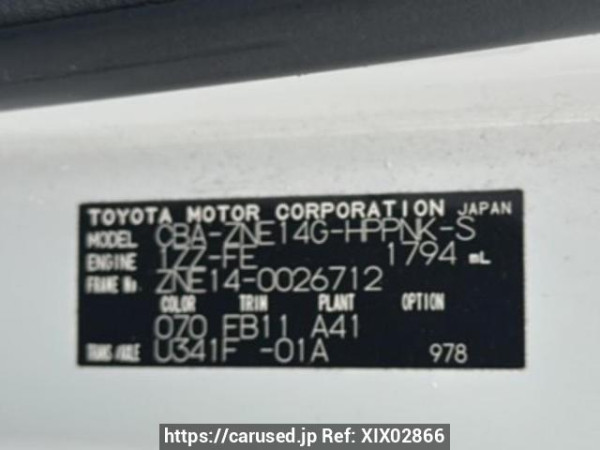 TOYOTA MOTOR CORPORATION JAPAN
MODEL CBA-ZNE14G-HPPNK-S
ENGINE 1ZZ-FE 1794 mL
FRAME No. ZNE14-0026712
COLOR TRIM PLANT OPTION
070 FB11 A41
TRANS/AXLE U341F -01A 978
https://carused.jp Ref: XIX02866